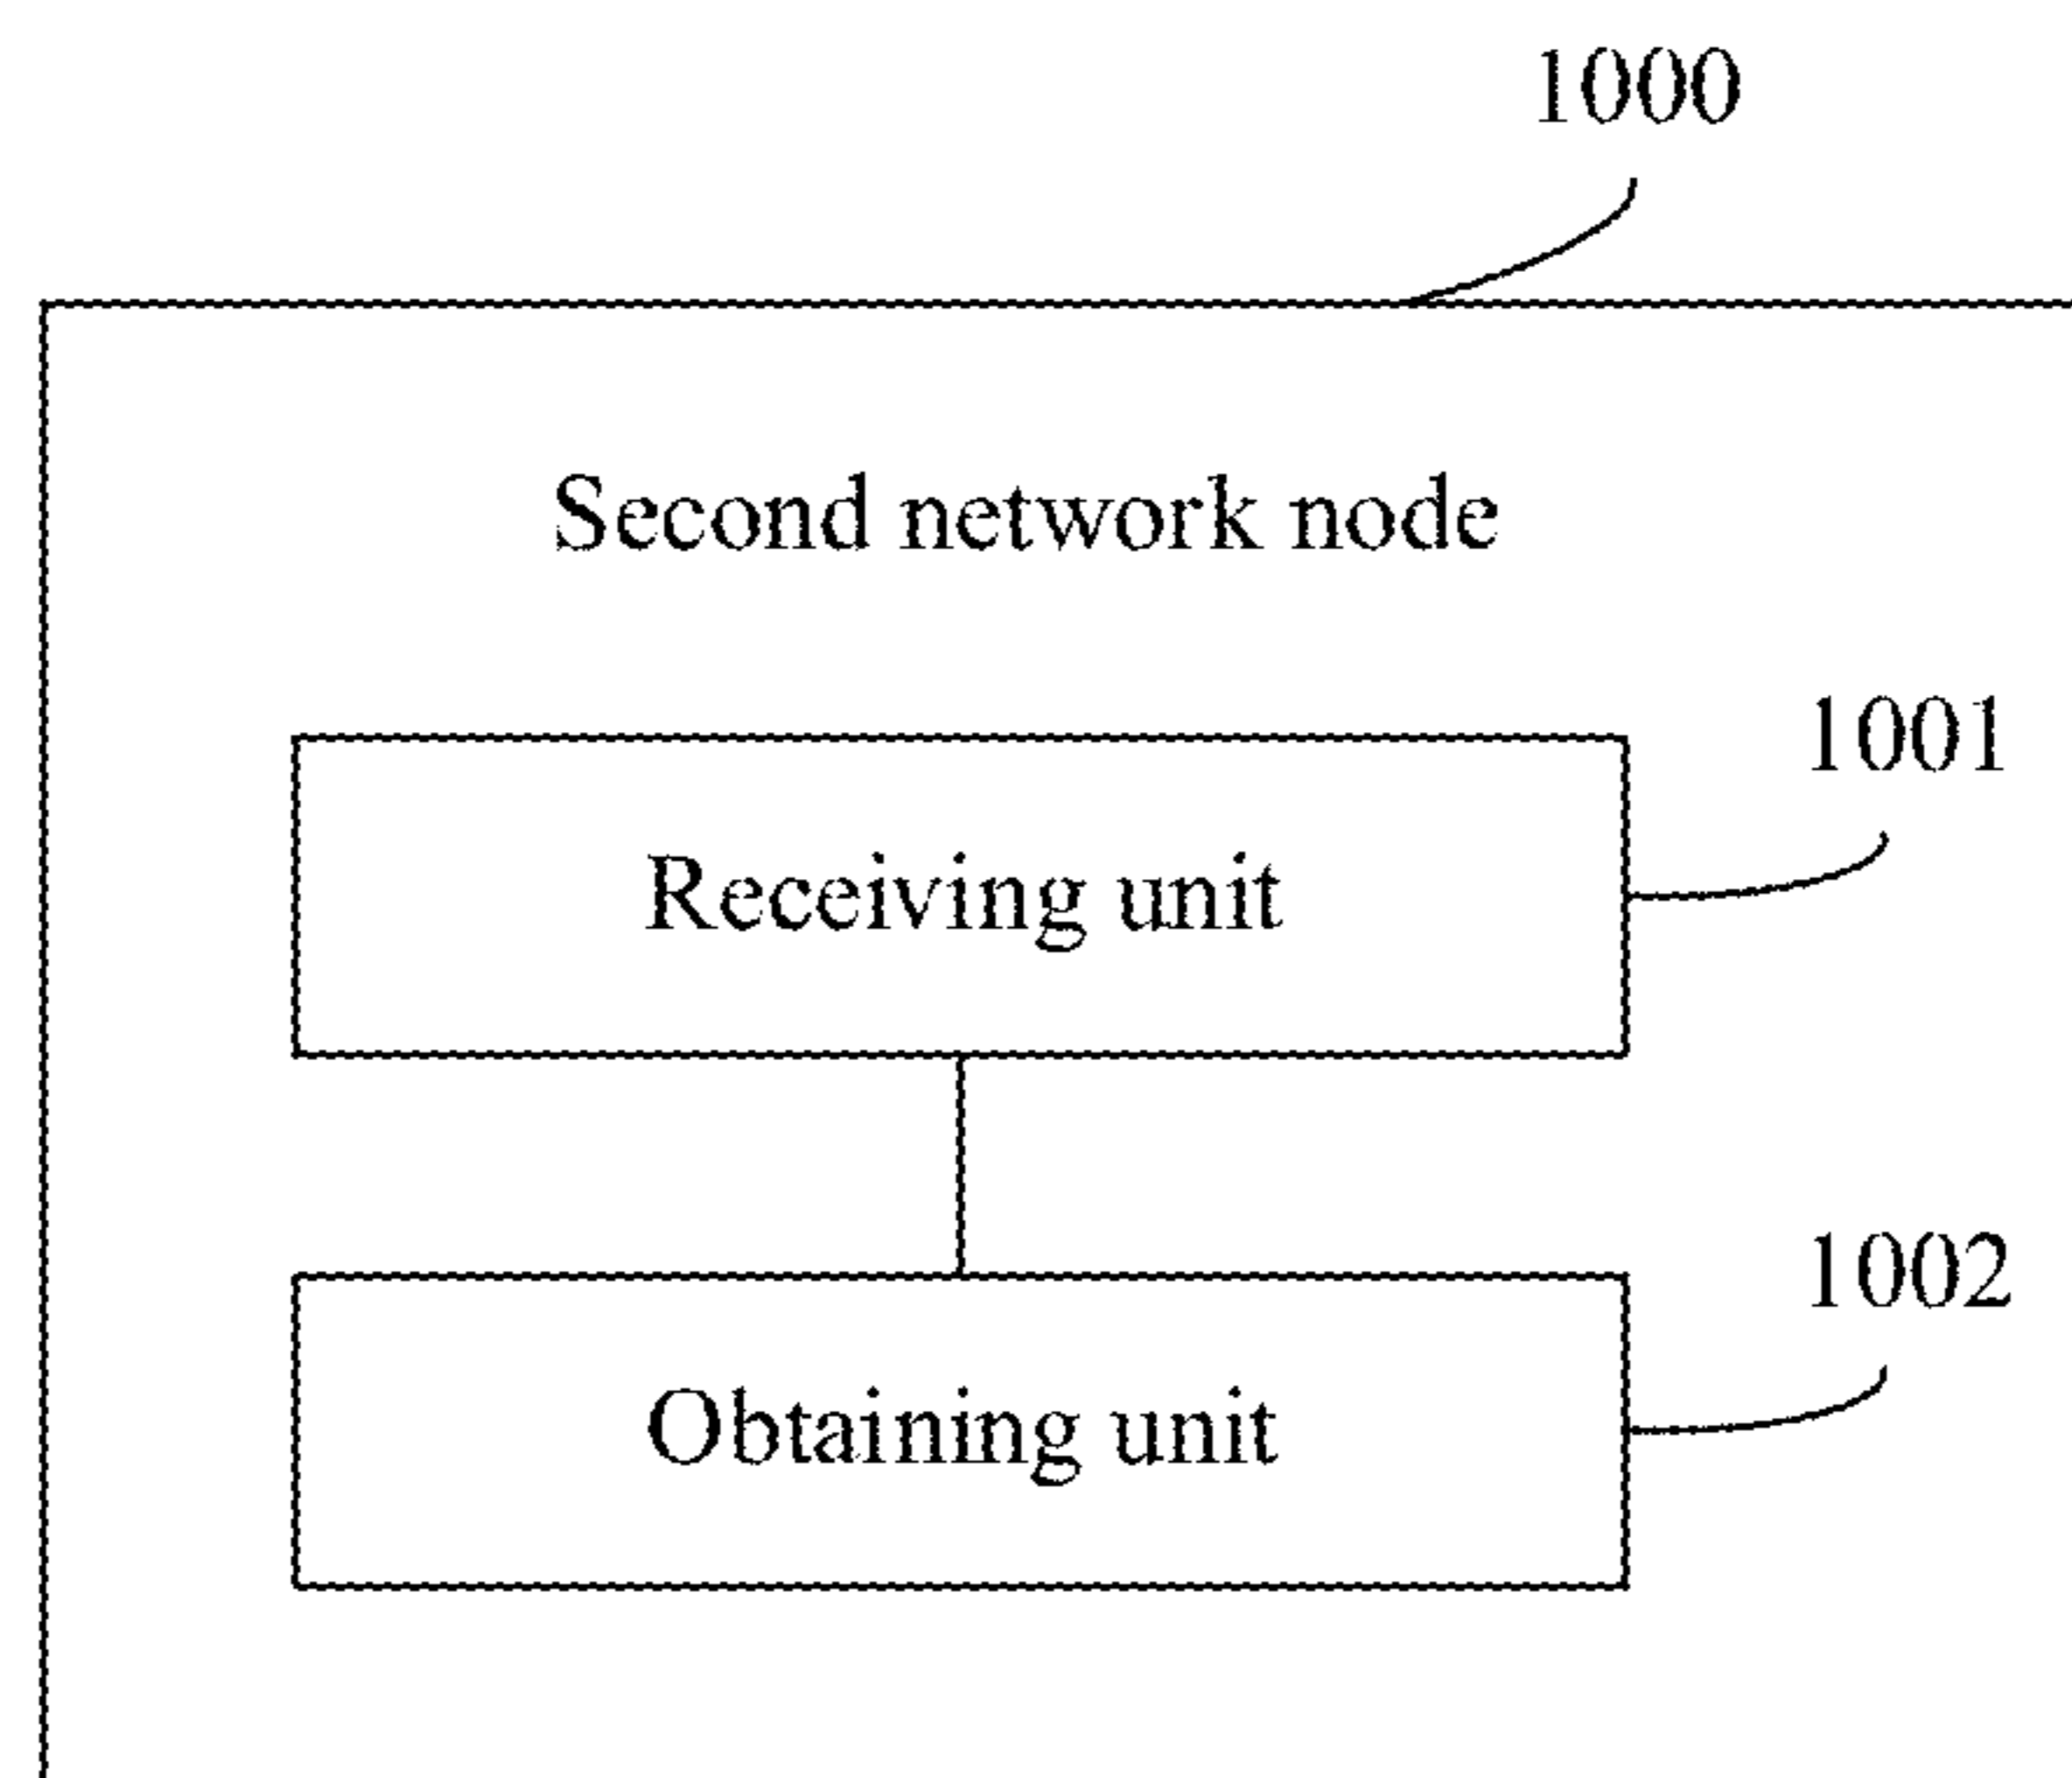 1000
Second network node
1001
Receiving unit
1002
Obtaining unit